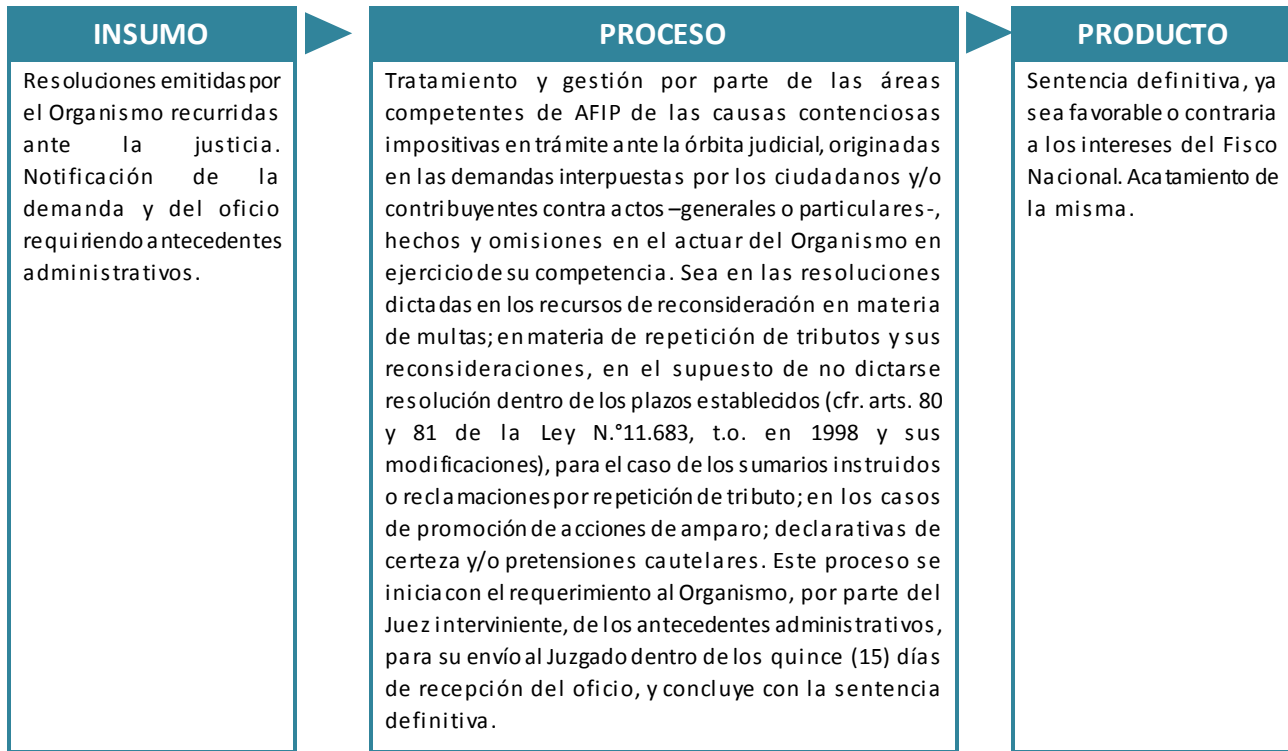 INSUMO
Resoluciones emitidas por
el Organismo recurridas
ante la justicia.
Notificación de la
demanda y del oficio
requiriendo antecedentes
administrativos.
PROCESO
Tratamiento y gestión por parte de las áreas
competentes de AFIP de las causas contenciosas
impositivas en trámite ante la órbita judicial, originadas
en las demandas interpuestas por los ciudadanos y/o
contribuyentes contra actos –generales o particulares-,
hechos y omisiones en el actuar del Organismo en
ejercicio de su competencia. Sea en las resoluciones
dictadas en los recursos de reconsideración en materia
de multas; en materia de repetición de tributos y sus
reconsideraciones, en el supuesto de no dictarse
resolución dentro de los plazos establecidos (cfr. arts. 80
y 81 de la Ley N.°11.683, t.o. en 1998 y sus
modificaciones), para el caso de los sumarios instruidos
o reclamaciones por repetición de tributo; en los casos
de promoción de acciones de amparo; declarativas de
certeza y/o pretensiones cautelares. Este proceso se
inicia con el requerimiento al Organismo, por parte del
Juez interviniente, de los antecedentes administrativos,
para su envío al Juzgado dentro de los quince (15) días
de recepción del oficio, y concluye con la sentencia
definitiva.
PRODUCTO
Sentencia definitiva, ya
sea favorable o contraria
a los intereses del Fisco
Nacional. Acatamiento de
la misma.